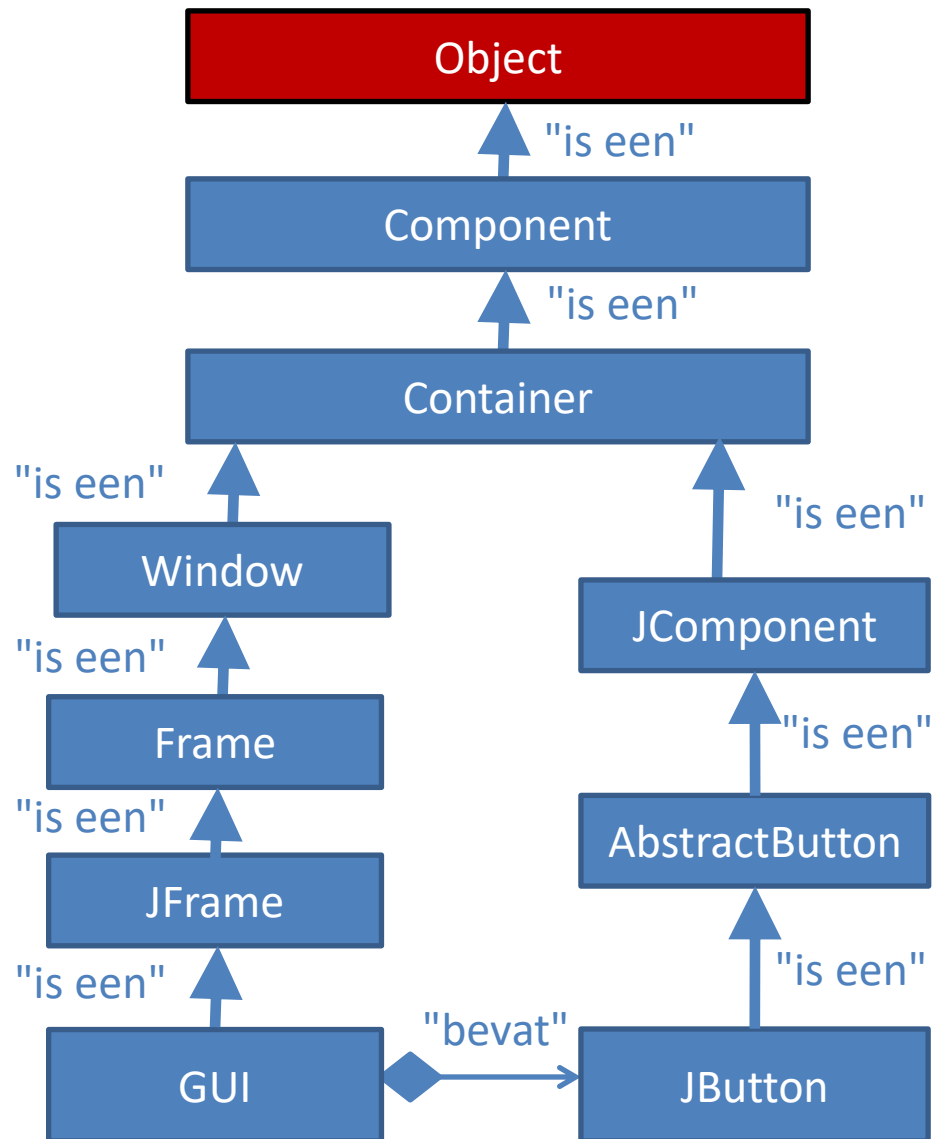 Object
"is een"
Component
"is een"
Container
"is een"
"is een"
Window
JComponent
"is een"
Frame
"is een"
"is een"
AbstractButton
JFrame
"is een"
"is een"
"bevat"
GUI
JButton